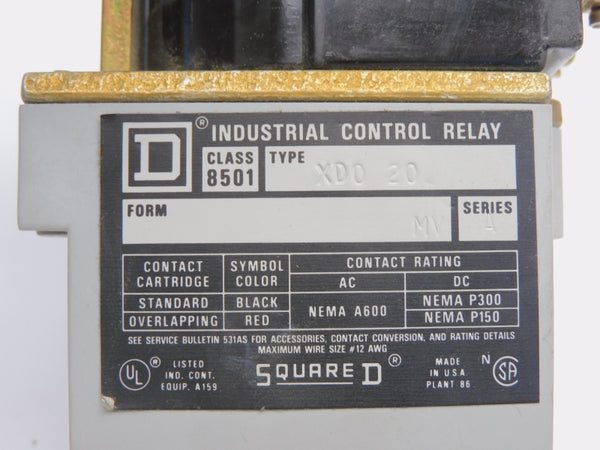 D ® INDUSTRIAL CONTROL RELAY
CLASS 8501 TYPE XDO 20
FORM MV SERIES A
CONTACT CARTRIDGE SYMBOL COLOR CONTACT RATING
AC DC
STANDARD BLACK NEMA A600 NEMA P300
OVERLAPPING RED NEMA P150
SEE SERVICE BULLETIN 531AS FOR ACCESSORIES, CONTACT CONVERSION, AND RATING DETAILS
MAXIMUM WIRE SIZE #12 AWG
UL ® LISTED IND. CONT. EQUIP. A159
SQUARE D ®
MADE IN U.S.A. PLANT 86
N SA